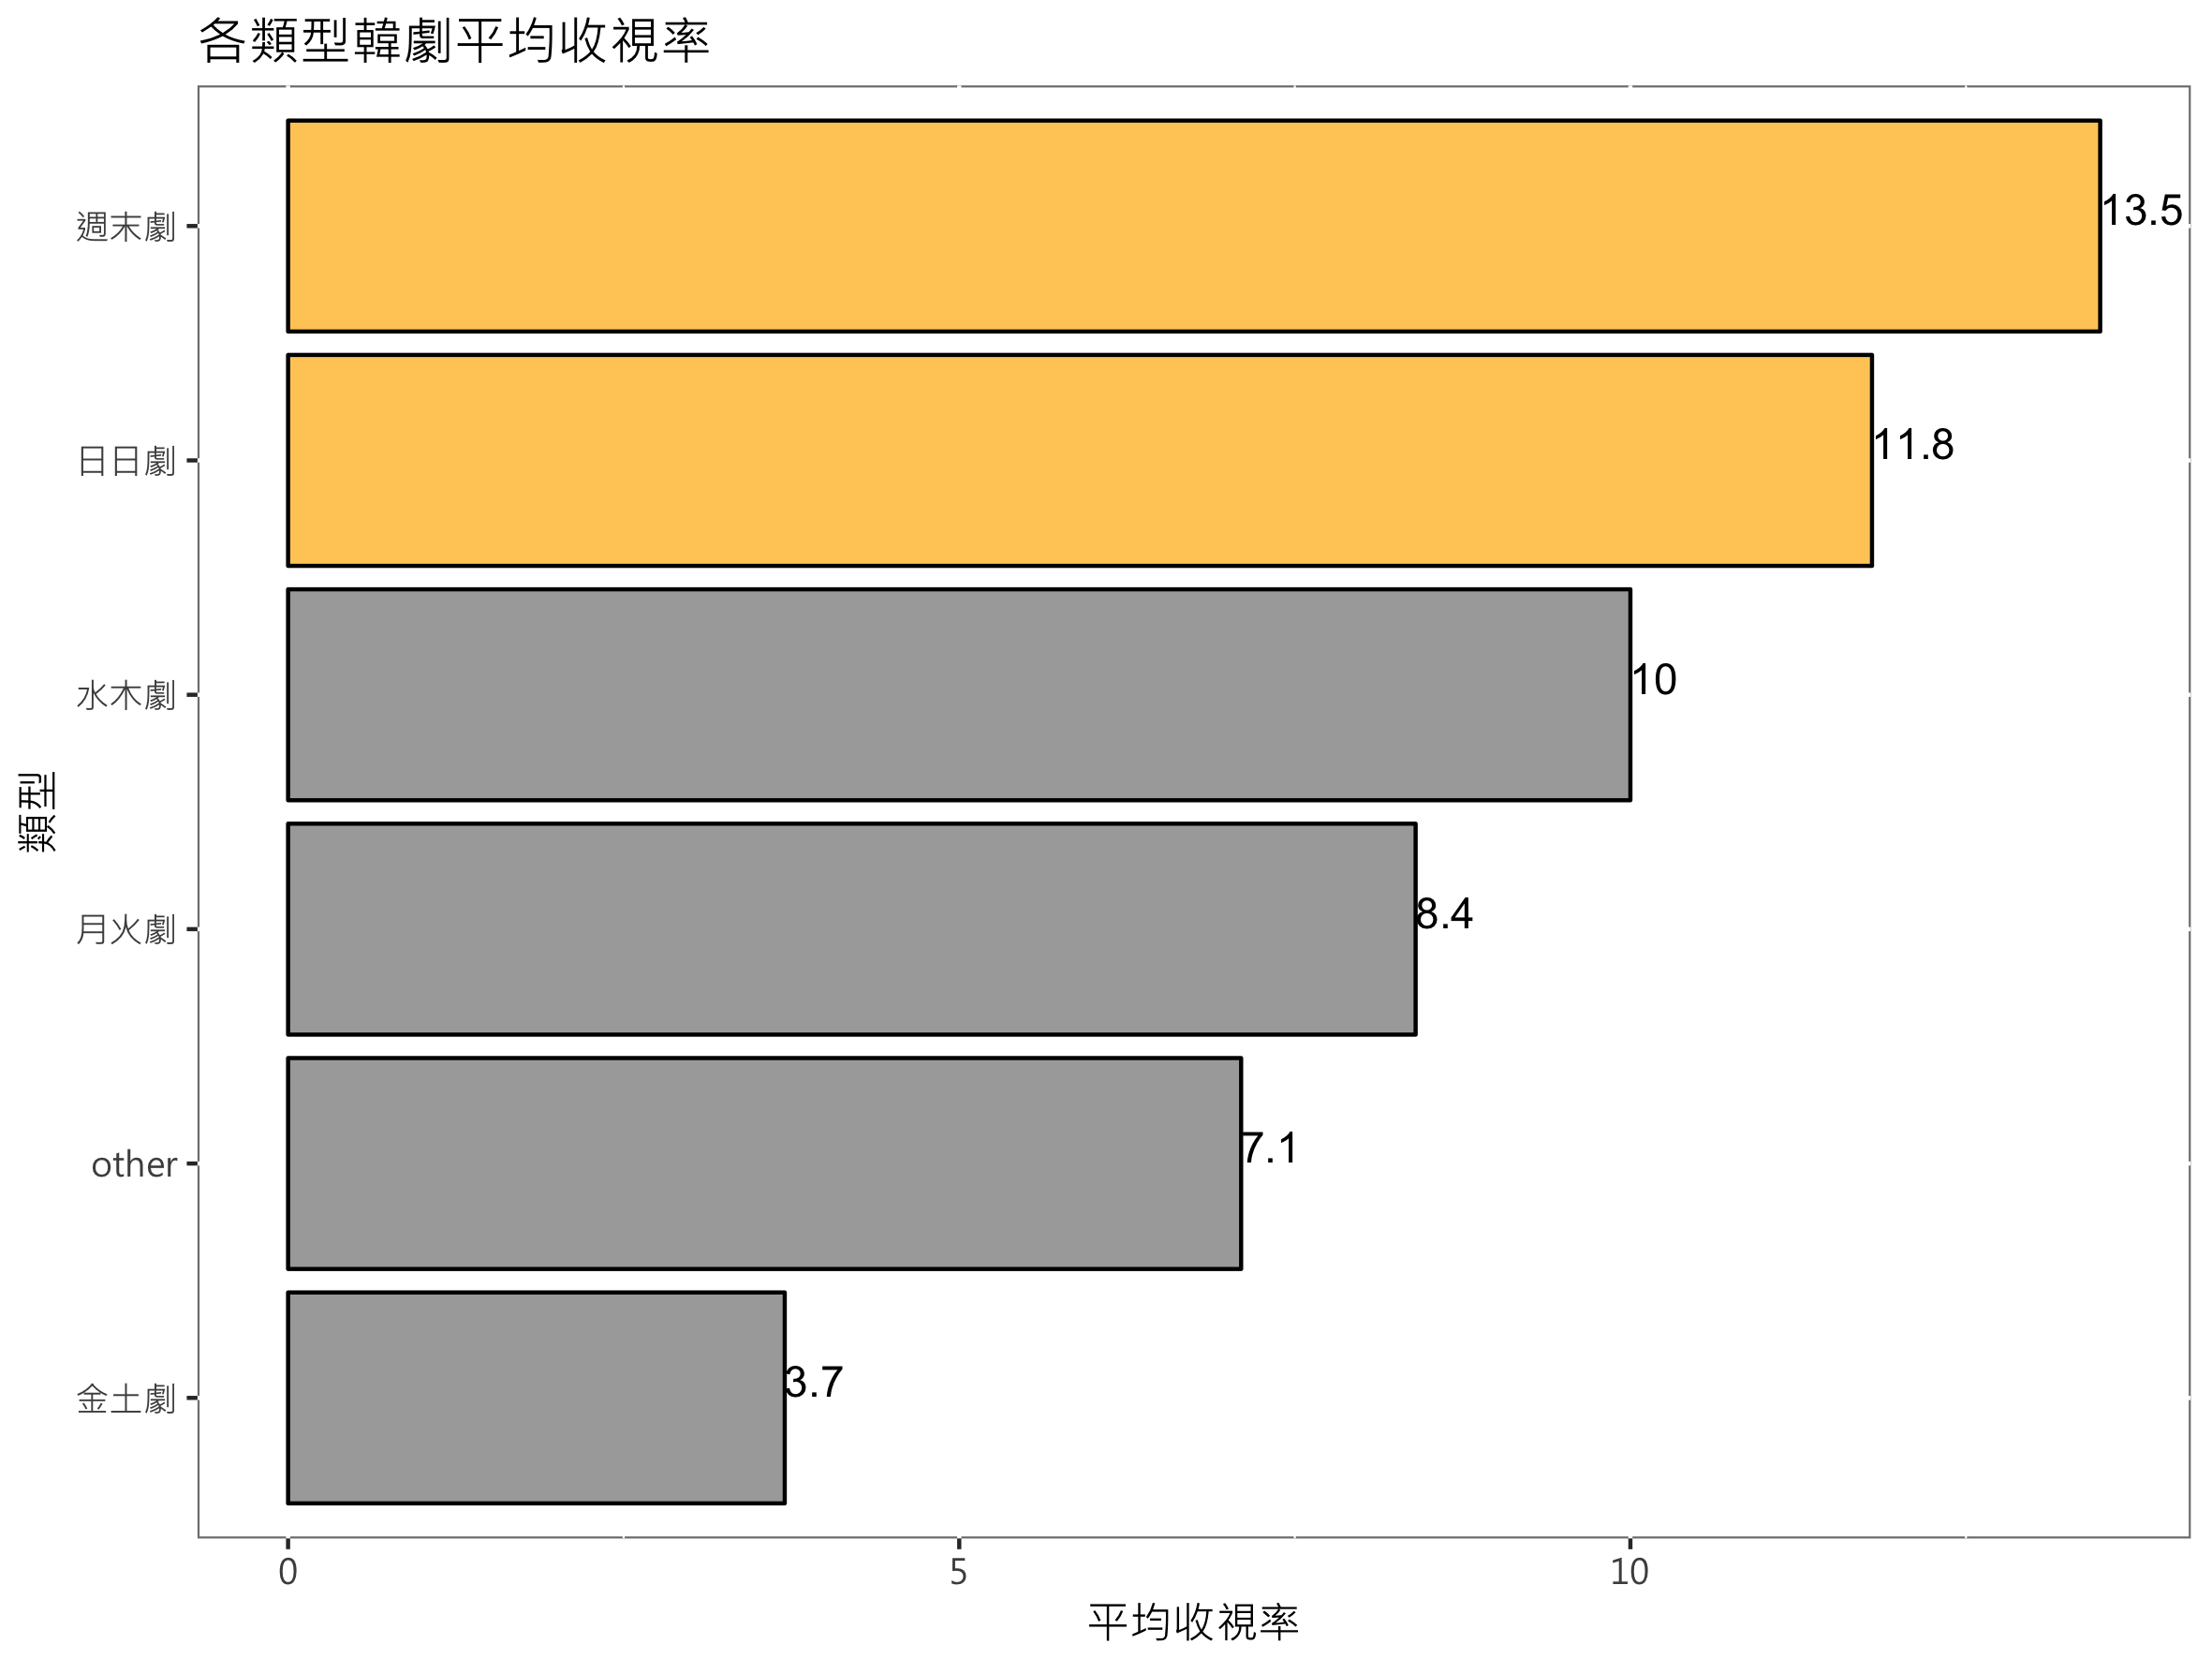 各類型韓劇平均收視率
類型
週末劇
13.5
日日劇
11.8
水木劇
10
月火劇
8.4
other
7.1
金土劇
3.7
0
5
10
平均收視率